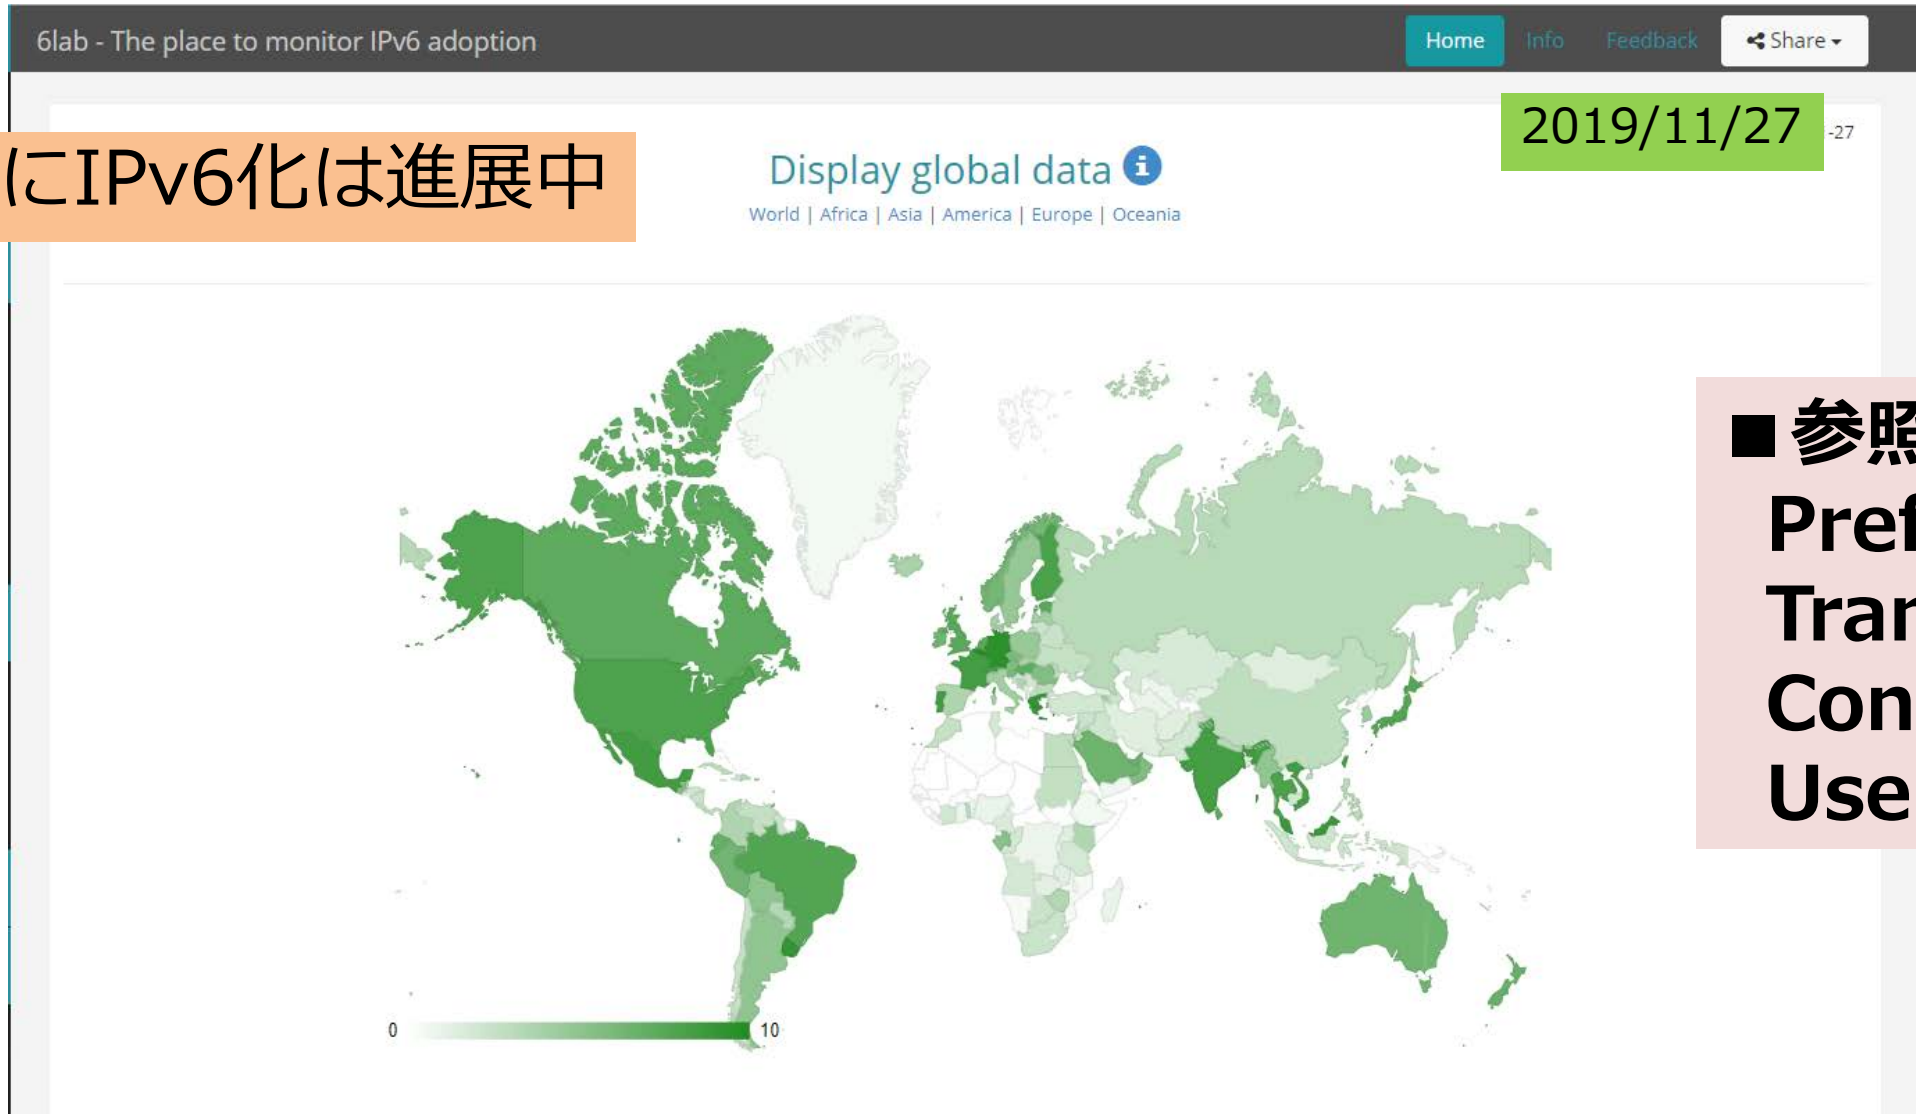 6lab - The place to monitor IPv6 adoption
Home Info Feedback Share
にIPv6化は進展中
2019/11/27
-27
Display global data
World | Africa | Asia | America | Europe | Oceania
■参照
Pref
Tran
Con
Use
0 10